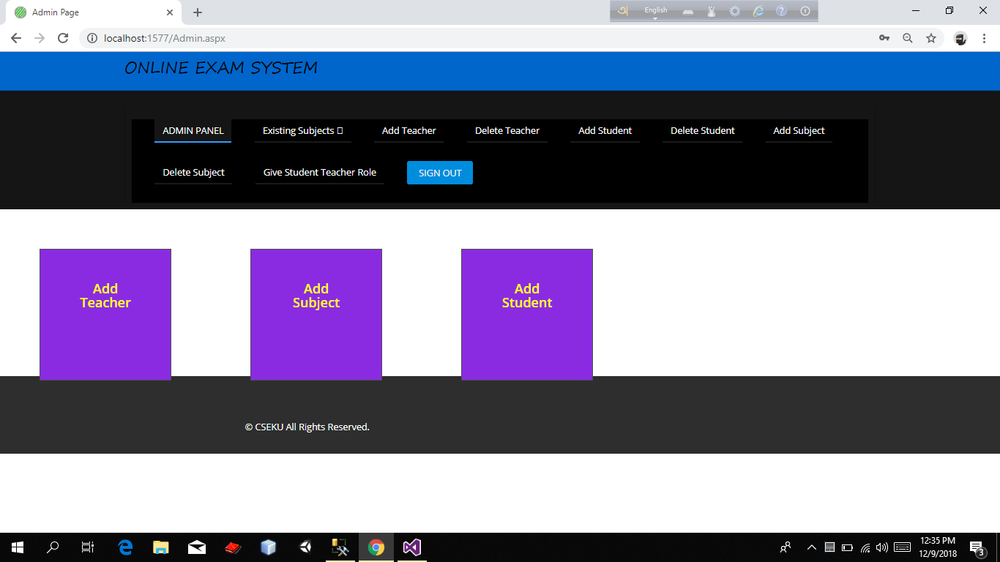 Admin Page
অ English
localhost:1577/Admin.aspx
ONLINE EXAM SYSTEM
ADMIN PANEL Existing Subjects Add Teacher Delete Teacher Add Student Delete Student Add Subject
Delete Subject Give Student Teacher Role SIGN OUT
Add
Teacher
Add
Subject
Add
Student
© CSEKU All Rights Reserved.
12:35 PM
12/9/2018
3